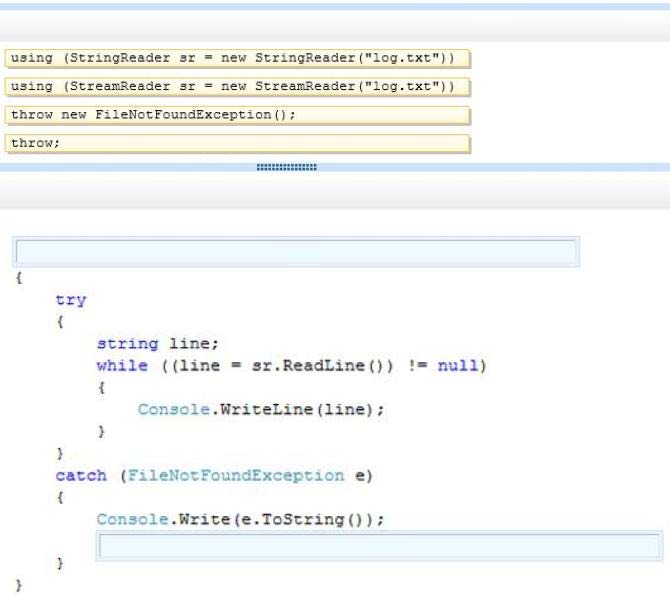 using (StringReader sr = new StringReader("log.txt"))
using (StreamReader sr = new StreamReader("log.txt"))
throw new FileNotFoundException();
throw;
{
try
{
string line;
while ((line = sr.ReadLine()) != null)
{
Console.WriteLine(line);
}
}
catch (FileNotFoundException e)
{
Console.Write(e.ToString());
}
}